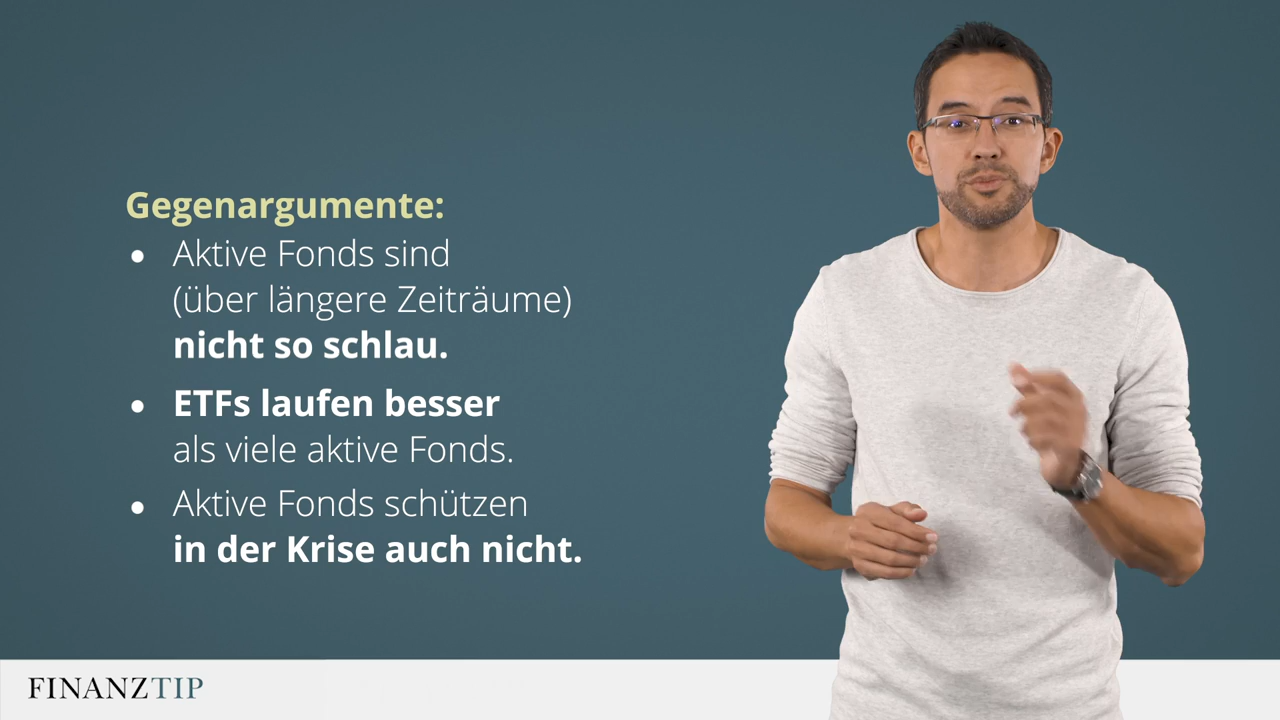 Gegenargumente:
• Aktive Fonds sind
(über längere Zeiträume)
nicht so schlau.
• ETFs laufen besser
als viele aktive Fonds.
• Aktive Fonds schützen
in der Krise auch nicht.
FINANZTIP